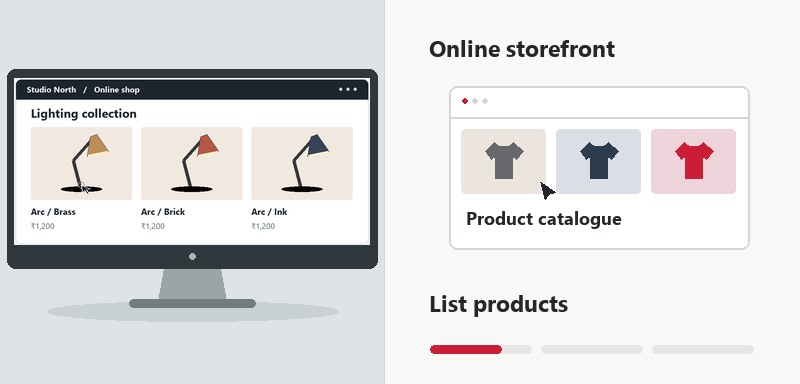 Studio North / Online shop
Lighting collection
Arc / Brass
Arc / Brick
Arc / Ink
₹1,200
₹1,200
₹1,200
Online storefront
Product catalogue
List products